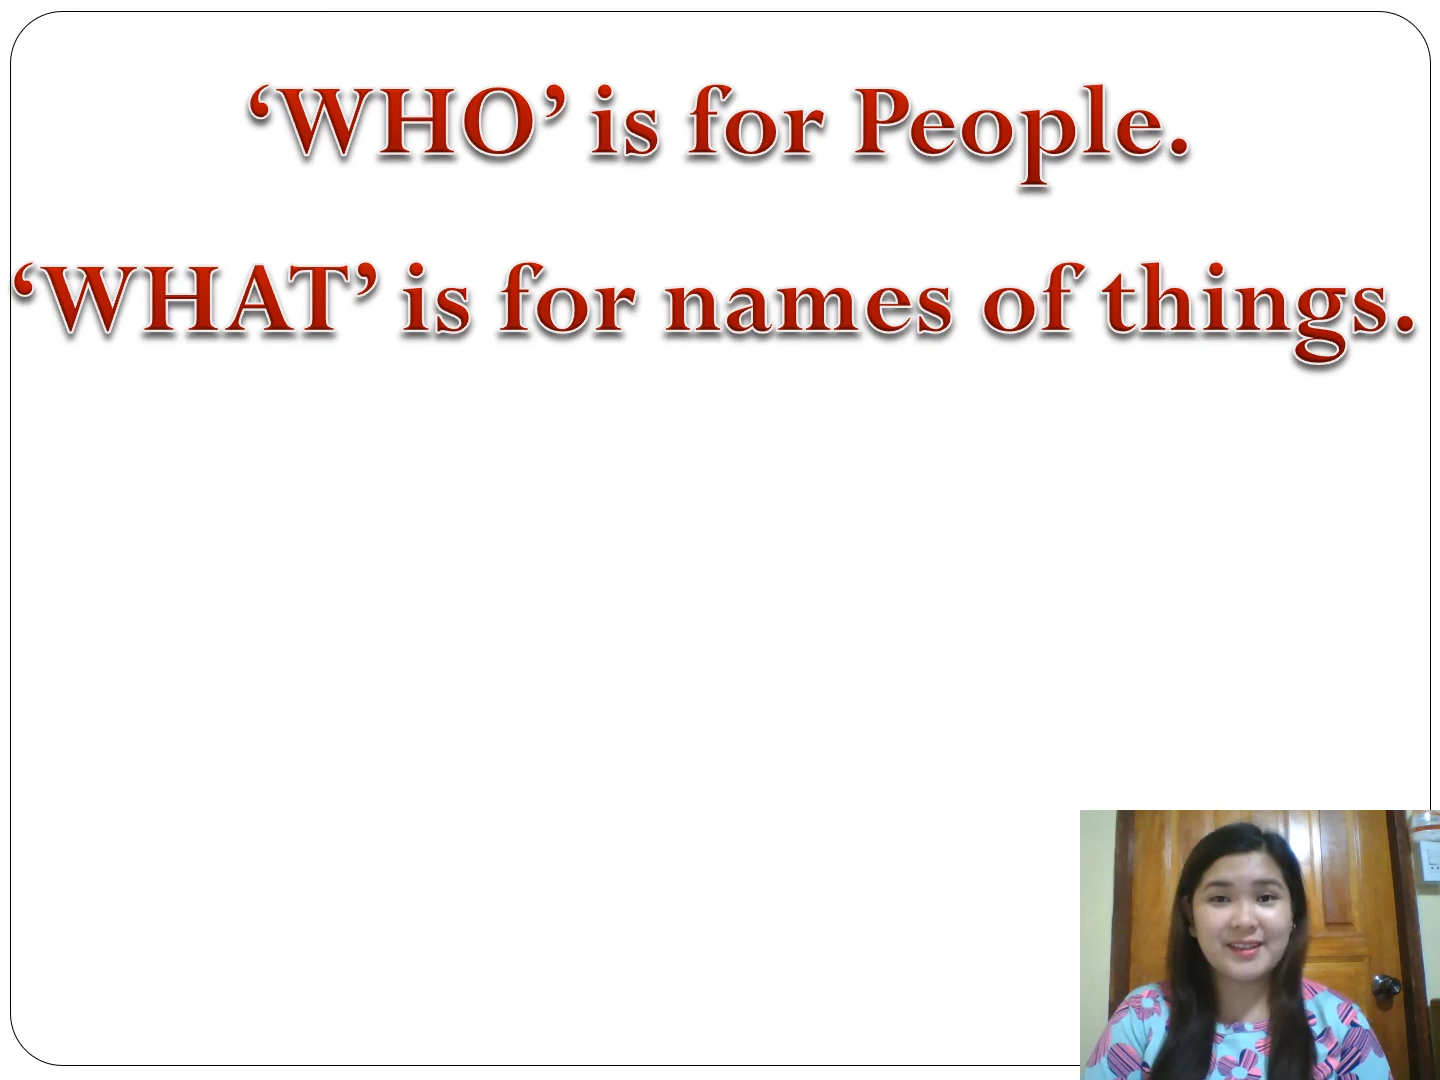 ‘WHO’ is for People.
‘WHAT’ is for names of things.